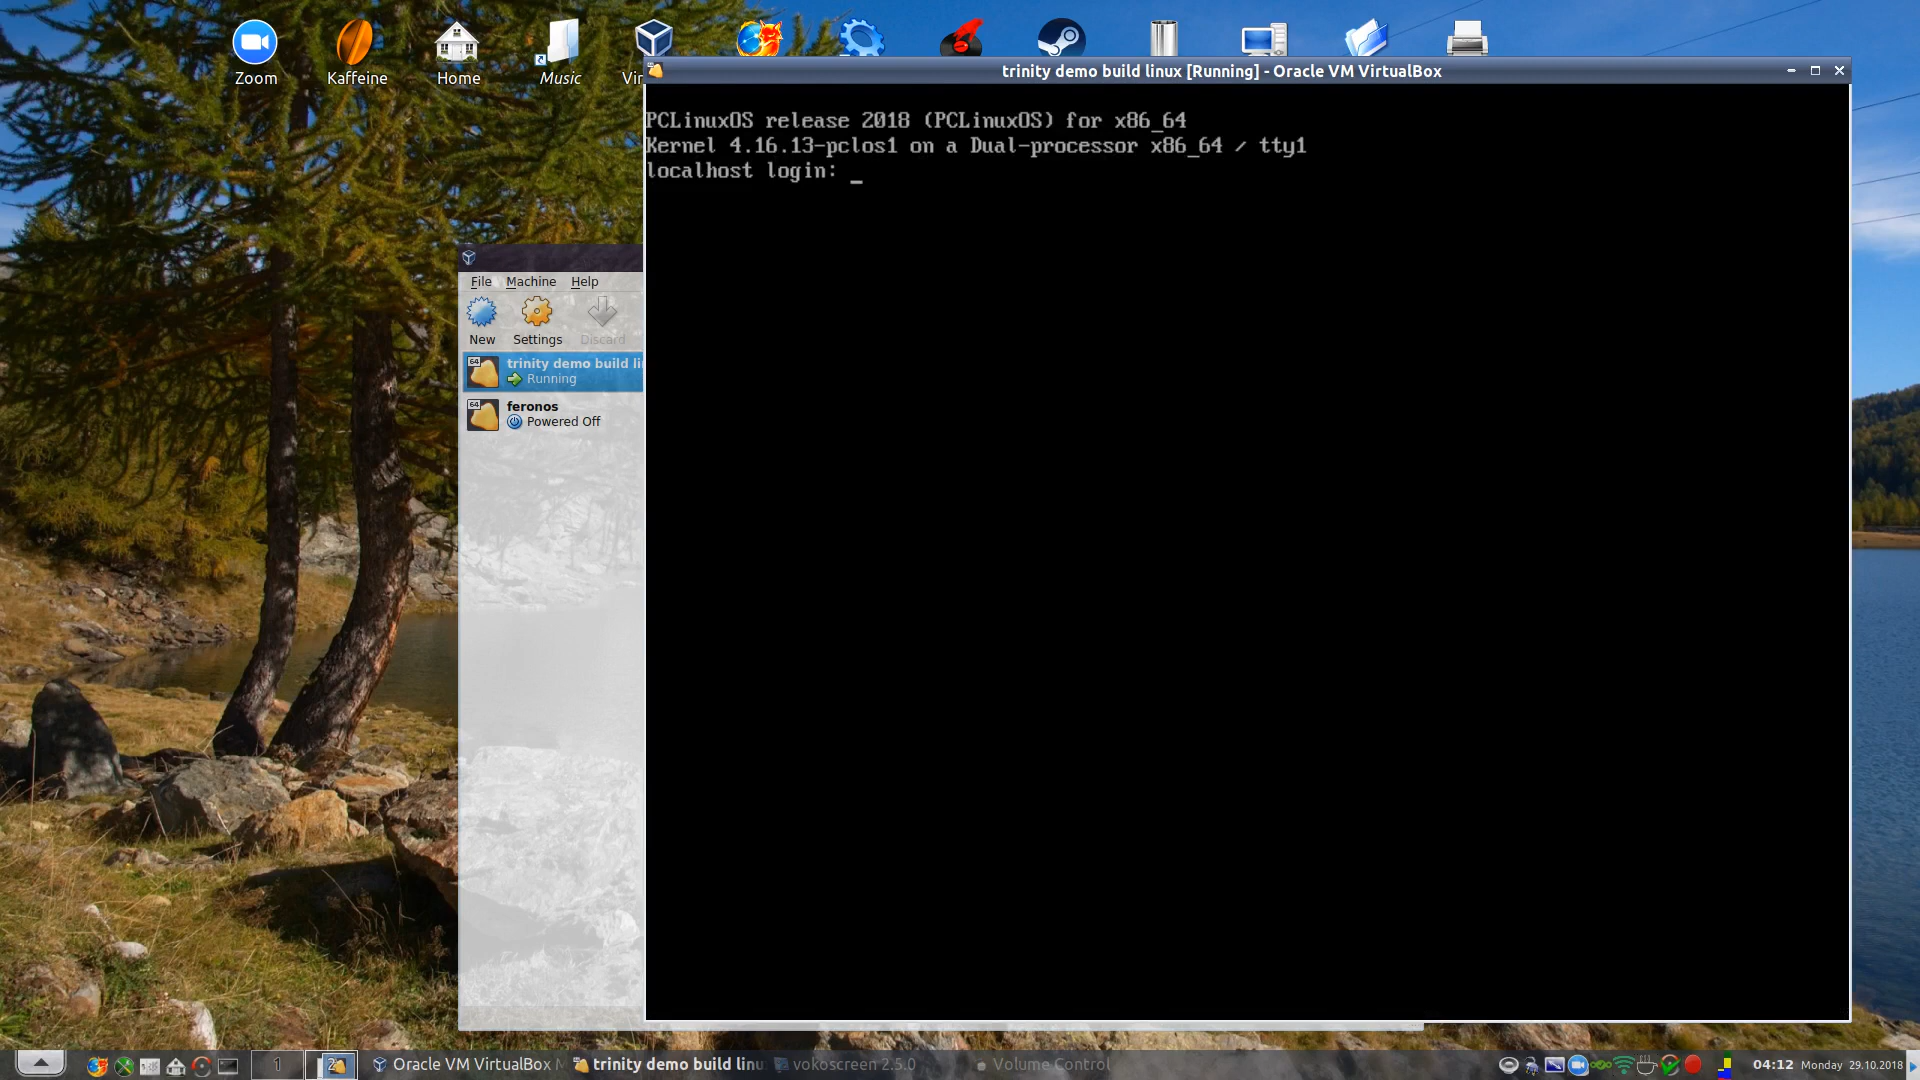 Zoom
Kaffeine
Home
Music
Vir
trinity demo build linux [Running] - Oracle VM VirtualBox
PCLinuxOS release 2018 (PCLinuxOS) for x86_64
Kernel 4.16.13-pclos1 on a Dual-processor x86_64 / tty1
localhost login: _
File Machine Help
New Settings Discard
64 trinity demo build li
Running
64 feronos
Powered Off
1 2 Oracle VM VirtualBox M trinity demo build linu vokoscreen 2.5.0 Volume Control 04:12 Monday 29.10.2018